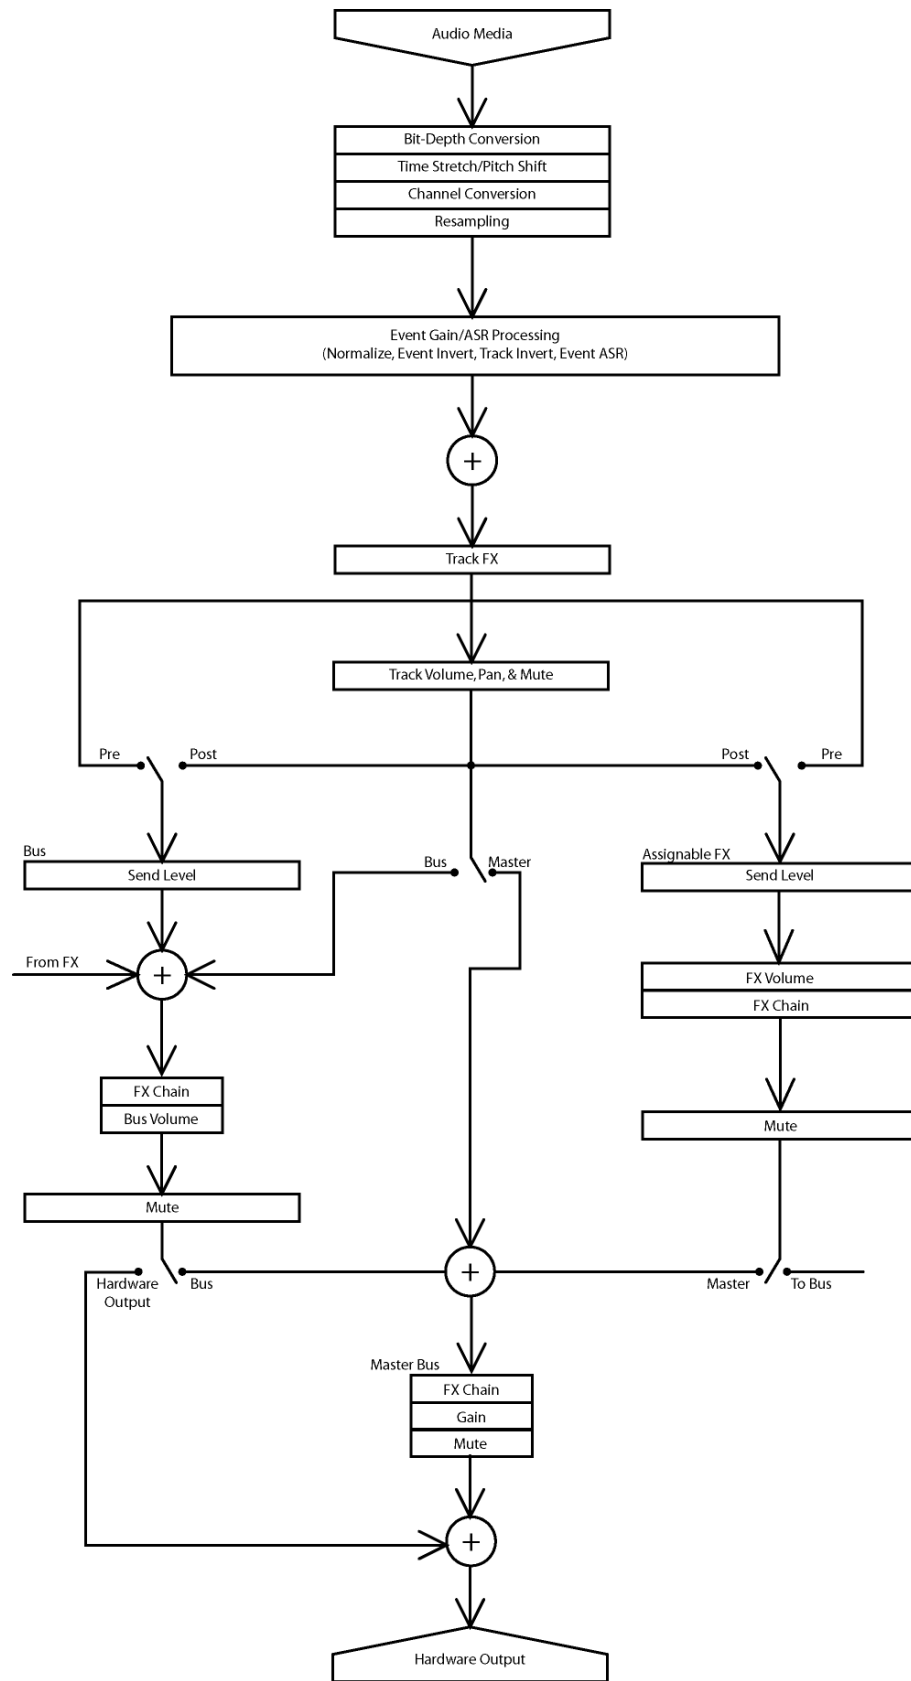 Audio Media
Bit-Depth Conversion
Time Stretch/Pitch Shift
Channel Conversion
Resampling
Event Gain/ASR Processing
(Normalize, Event Invert, Track Invert, Event ASR)
+
Track FX
Track Volume, Pan, & Mute
Pre
Post
Post
Pre
Bus
Send Level
Bus
Master
Assignable FX
Send Level
From FX
+
FX Volume
FX Chain
FX Chain
Bus Volume
Mute
Mute
Hardware
Output
Bus
+
Master
To Bus
Master Bus
FX Chain
Gain
Mute
+
Hardware Output